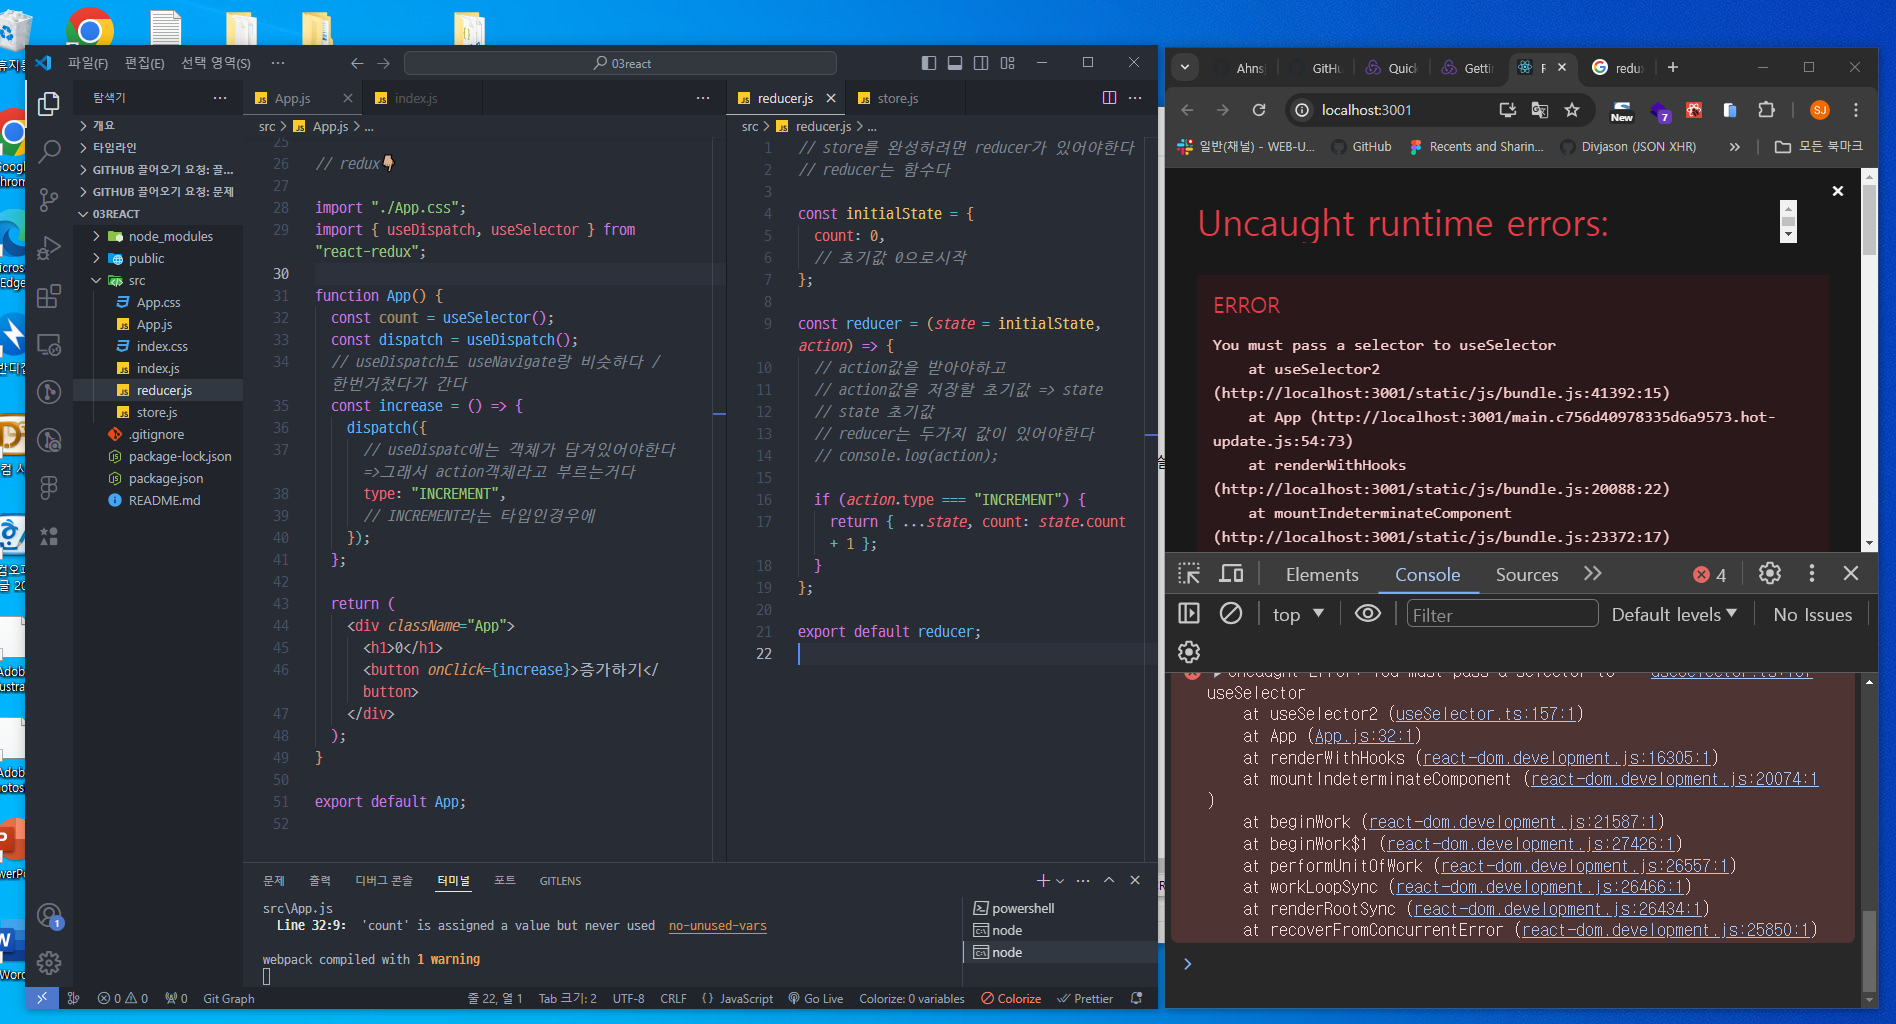 파일(F) 편집(E) 선택 영역(S) ···
03react
탐색기
개요
타임라인
GITHUB 끌어오기 요청: 끌...
GITHUB 끌어오기 요청: 문제
03REACT
node_modules
public
src
App.css
App.js
index.css
index.js
reducer.js
store.js
.gitignore
package-lock.json
package.json
README.md
App.js
index.js
src > App.js > ...
25
26 // redux👇🏻
27
28 import "./App.css";
29 import { useDispatch, useSelector } from
"react-redux";
30
31 function App() {
32 const count = useSelector();
33 const dispatch = useDispatch();
34 // useDispatch도 useNavigate랑 비슷하다 /
한번거쳤다가 간다
35 const increase = () => {
36 dispatch({
37 // useDispatc에는 객체가 담겨있어야한다
=>그래서 action객체라고 부르는거다
38 type: "INCREMENT",
39 // INCREMENT라는 타입인경우에
40 });
41 };
42
43 return (
44 <div className="App">
45 <h1>0</h1>
46 <button onClick={increase}>증가하기</
button>
47 </div>
48 );
49 }
50
51 export default App;
52
reducer.js
store.js
src > reducer.js > ...
1 // store를 완성하려면 reducer가 있어야한다
2 // reducer는 함수다
3
4 const initialState = {
5 count: 0,
6 // 초기값 0으로시작
7 };
8
9 const reducer = (state = initialState,
action) => {
10 // action값을 받아야하고
11 // action값을 저장할 초기값 => state
12 // state 초기값
13 // reducer는 두가지 값이 있어야한다
14 // console.log(action);
15
16 if (action.type === "INCREMENT") {
17 return { ...state, count: state.count
+ 1 };
18 }
19 };
20
21 export default reducer;
22
문제 출력 디버그 콘솔 터미널 포트 GITLENS
src\App.js
Line 32:9: 'count' is assigned a value but never used no-unused-vars
webpack compiled with 1 warning
powershell
node
node
1
0 0 0 Git Graph
줄 22, 열 1 Tab 크기: 2 UTF-8 CRLF {} JavaScript Go Live Colorize: 0 variables Colorize Prettier
Ahns
GitHu
Quick
Getti
R
redu
localhost:3001
New
7
SJ
일반(채널) - WEB-U...
GitHub
Recents and Sharin...
Divjason (JSON XHR)
모든 북마크
Uncaught runtime errors:
ERROR
You must pass a selector to useSelector
at useSelector2
(http://localhost:3001/static/js/bundle.js:41392:15)
at App (http://localhost:3001/main.c756d40978335d6a9573.hot-
update.js:54:73)
at renderWithHooks
(http://localhost:3001/static/js/bundle.js:20088:22)
at mountIndeterminateComponent
(http://localhost:3001/static/js/bundle.js:23372:17)
Elements Console Sources 4
top Filter Default levels No Issues
useSelector
at useSelector2 (useSelector.ts:157:1)
at App (App.js:32:1)
at renderWithHooks (react-dom.development.js:16305:1)
at mountIndeterminateComponent (react-dom.development.js:20074:1
)
at beginWork (react-dom.development.js:21587:1)
at beginWork$1 (react-dom.development.js:27426:1)
at performUnitOfWork (react-dom.development.js:26557:1)
at workLoopSync (react-dom.development.js:26466:1)
at renderRootSync (react-dom.development.js:26434:1)
at recoverFromConcurrentError (react-dom.development.js:25850:1)